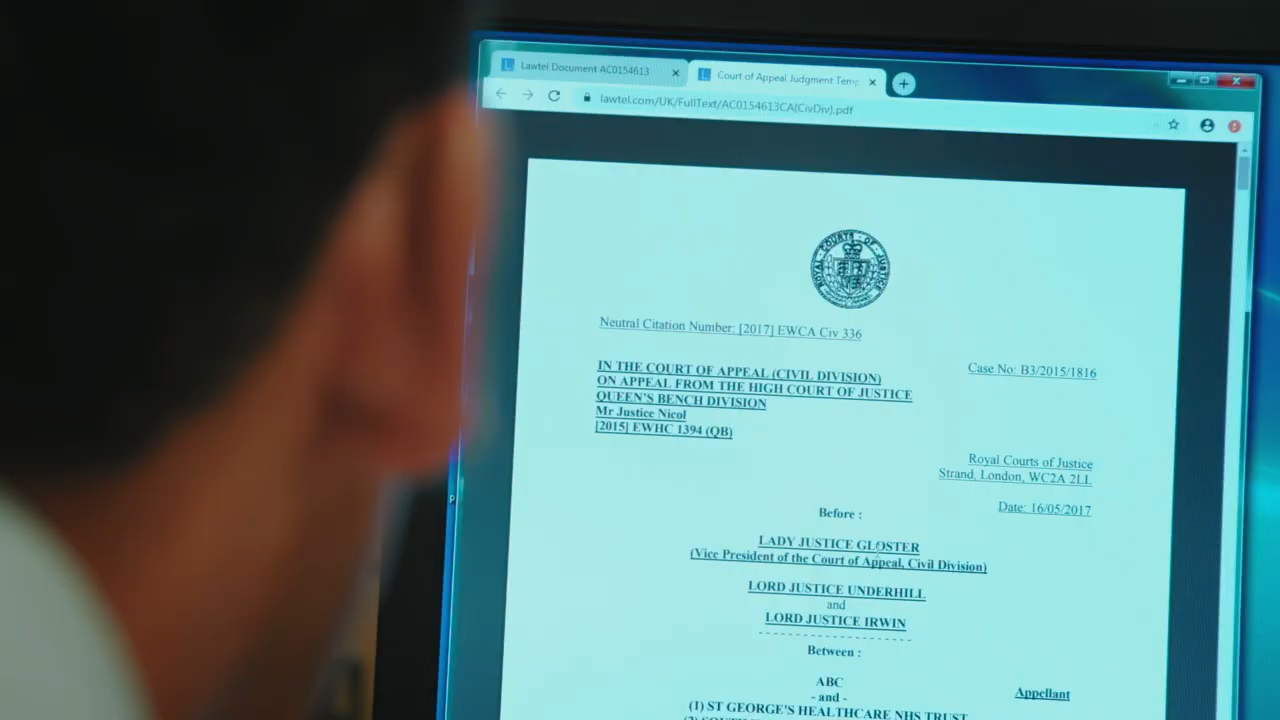 Lawtel Document AC0154613
Court of Appeal Judgment Temp
lawtel.com/UK/FullText/AC0154613CA(CivDiv).pdf
ROYAL COURTS OF JUSTICE
Neutral Citation Number: [2017] EWCA Civ 336
Case No: B3/2015/1816
IN THE COURT OF APPEAL (CIVIL DIVISION)
ON APPEAL FROM THE HIGH COURT OF JUSTICE
QUEEN'S BENCH DIVISION
Mr Justice Nicol
[2015] EWHC 1394 (QB)
Royal Courts of Justice
Strand, London, WC2A 2LL
Date: 16/05/2017
Before :
LADY JUSTICE GLOSTER
(Vice President of the Court of Appeal, Civil Division)
LORD JUSTICE UNDERHILL
and
LORD JUSTICE IRWIN
- - - - - - - - - - - - - - - - - - - - -
Between :
ABC
Appellant
- and -
(1) ST GEORGE'S HEALTHCARE NHS TRUST